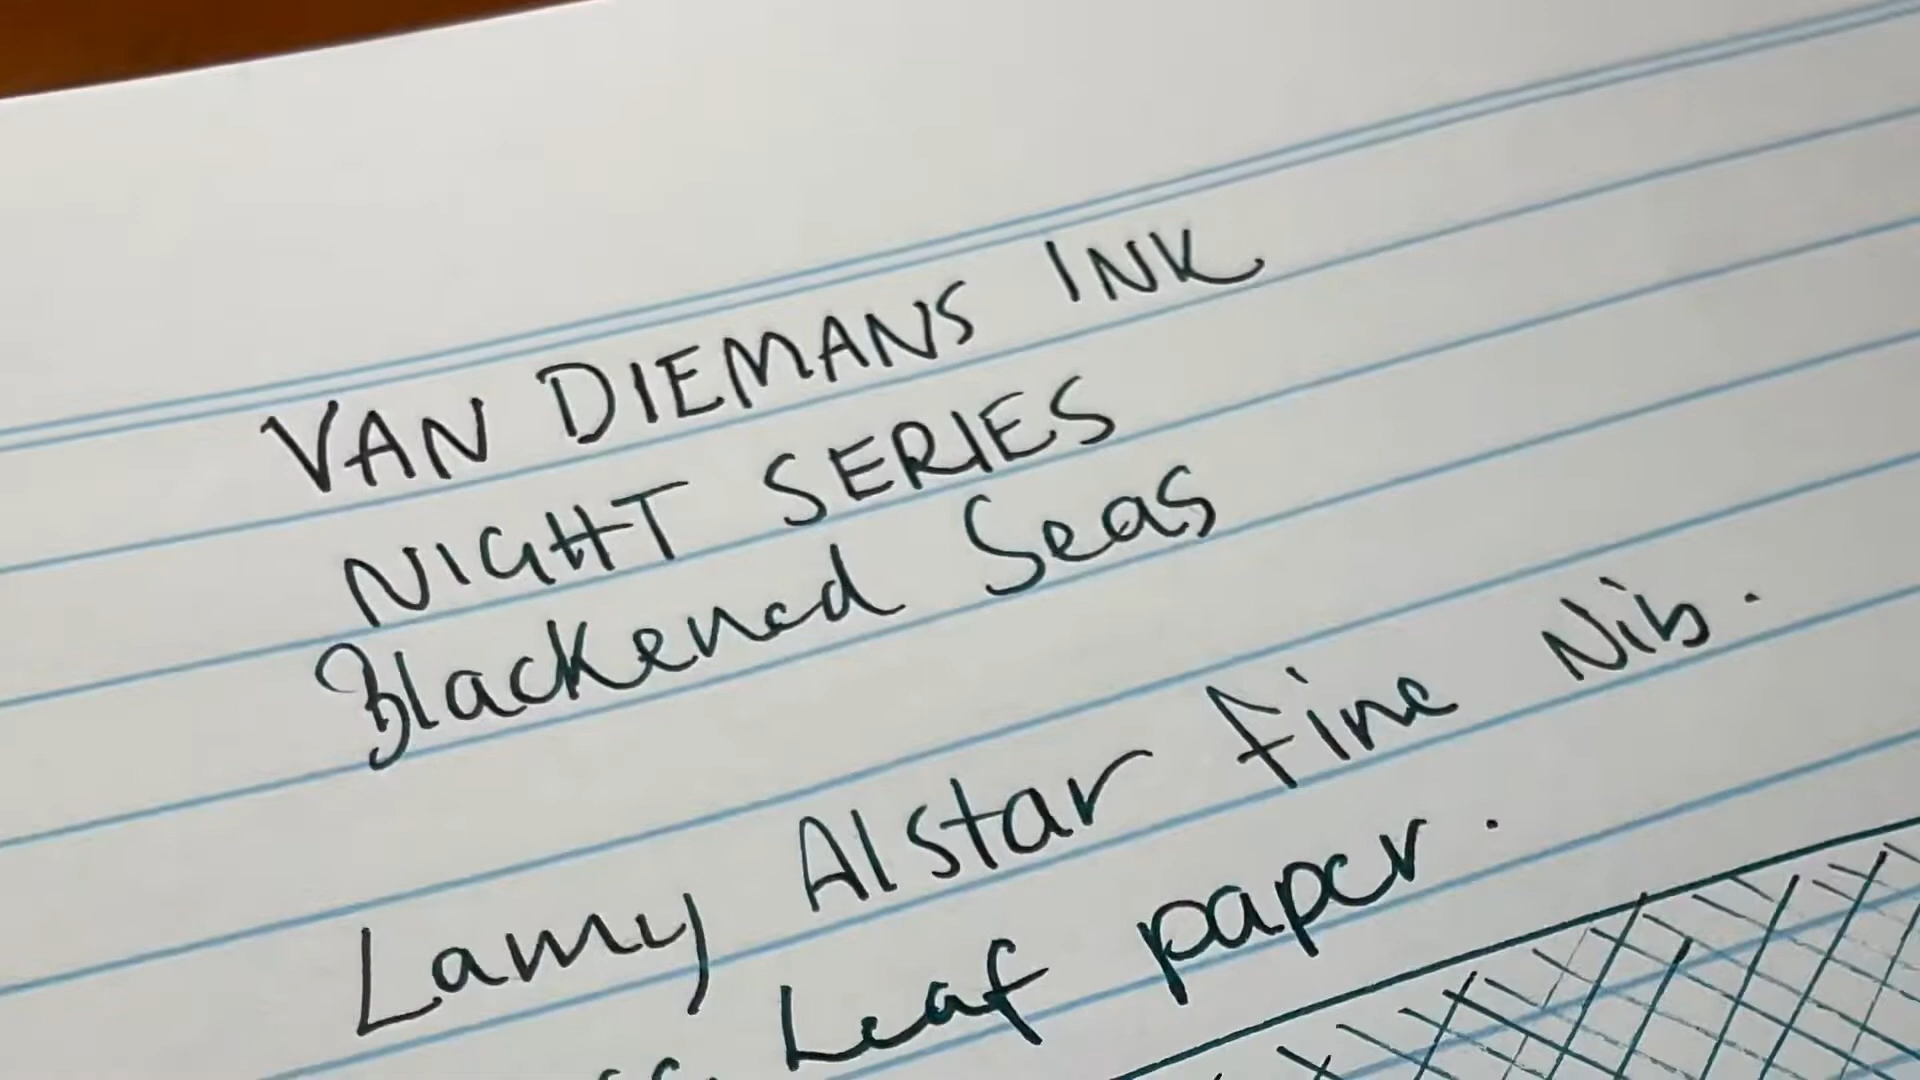 VAN DIEMANS INK
NIGHT SERIES
Blackened Seas
Lamy Alstar fine Nib.
Leaf paper.